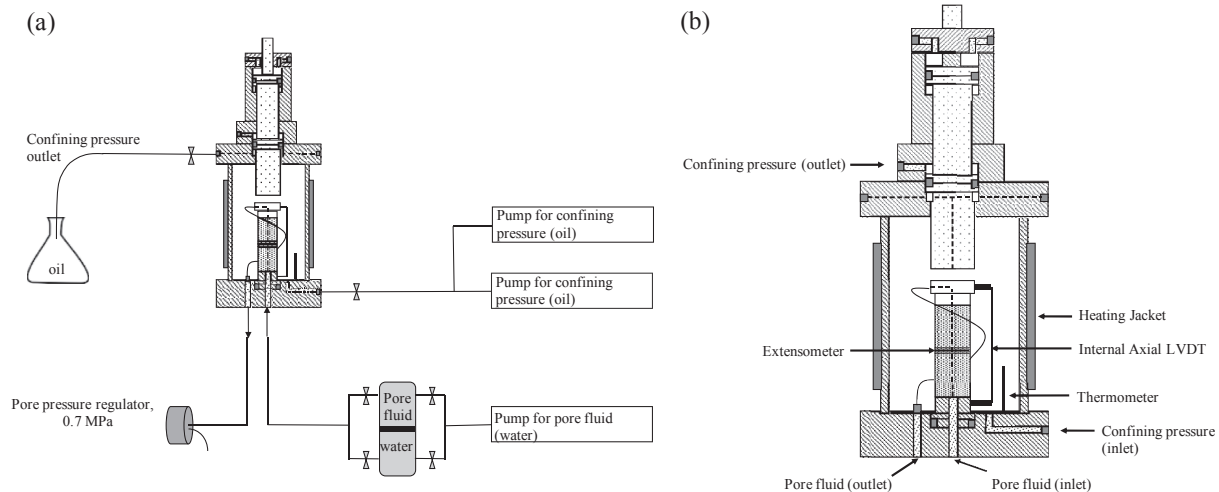 (a)
Confining pressure
outlet
oil
Pump for confining
pressure (oil)
Pump for confining
pressure (oil)
Pore pressure regulator,
0.7 MPa
Pore
fluid
water
Pump for pore fluid
(water)
(b)
Confining pressure (outlet)
Heating Jacket
Extensometer
Internal Axial LVDT
Thermometer
Confining pressure
(inlet)
Pore fluid (outlet)
Pore fluid (inlet)